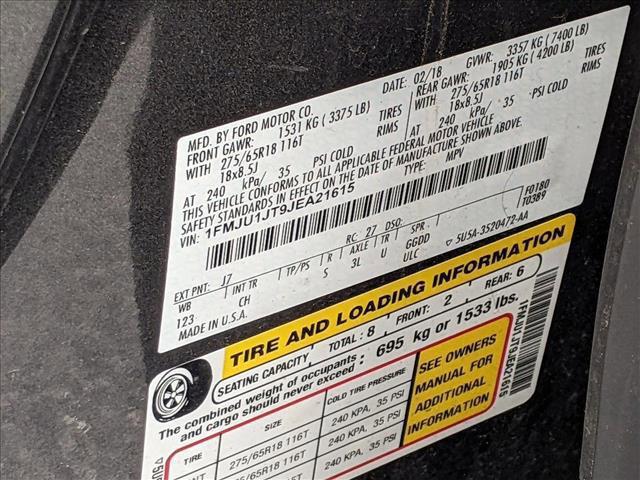 MFD. BY FORD MOTOR CO.
DATE: 02/18 GVWR: 3357 KG (7400 LB)
FRONT GAWR: 1531 KG (3375 LB) REAR GAWR: 1905 KG (4200 LB)
WITH 275/65R18 116T TIRES WITH 275/65R18 116T TIRES
18x8.5J RIMS 18x8.5J RIMS
AT 240 kPa/ 35 PSI COLD AT 240 kPa/ 35 PSI COLD
THIS VEHICLE CONFORMS TO ALL APPLICABLE FEDERAL MOTOR VEHICLE
SAFETY STANDARDS IN EFFECT ON THE DATE OF MANUFACTURE SHOWN ABOVE
VIN: 1FMJU1JT9JEA21615 TYPE: MPV
F0180
T0389
EXT PNT: J7 RC: 27 DSO:
WB INT TR TP/PS R AXLE TR SPR
123 CH S 3L U GGDD
ULC
▽5U5A-3520472-AA
MADE IN U.S.A.
TIRE AND LOADING INFORMATION
SEATING CAPACITY, TOTAL: 8 FRONT: 2 REAR: 6
The combined weight of occupants
and cargo should never exceed: 695 kg or 1533 lbs.
TIRE SIZE COLD TIRE PRESSURE
275/65R18 116T 240 KPA, 35 PSI
275/65R18 116T 240 KPA, 35 PSI
SEE OWNERS
MANUAL FOR
ADDITIONAL
INFORMATION
1FMJU1JT9JEA21615